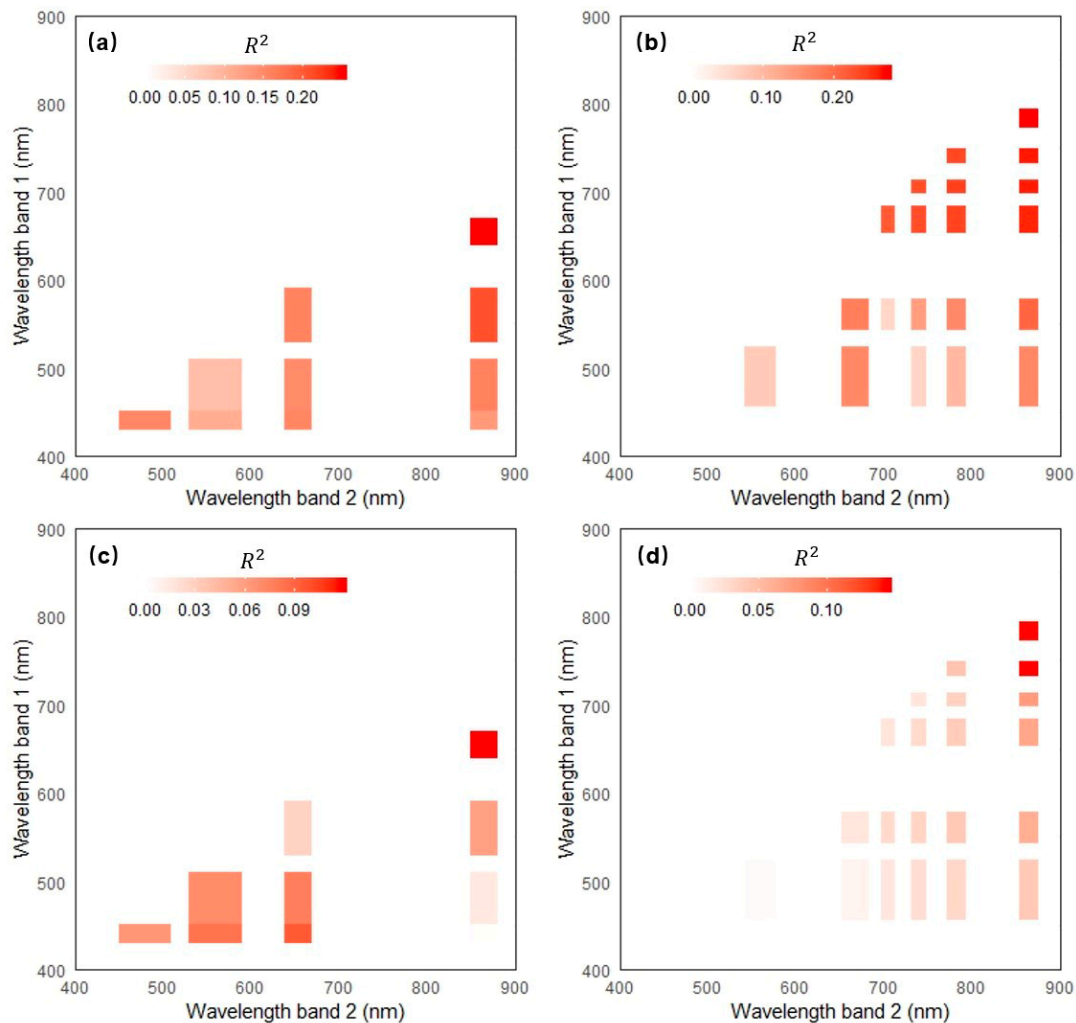 (a)
R²
0.00 0.05 0.10 0.15 0.20
900
800
700
600
500
400
Wavelength band 1 (nm)
400 500 600 700 800 900
Wavelength band 2 (nm)
(b)
R²
0.00 0.10 0.20
900
800
700
600
500
400
Wavelength band 1 (nm)
400 500 600 700 800 900
Wavelength band 2 (nm)
(c)
R²
0.00 0.03 0.06 0.09
900
800
700
600
500
400
Wavelength band 1 (nm)
400 500 600 700 800 900
Wavelength band 2 (nm)
(d)
R²
0.00 0.05 0.10
900
800
700
600
500
400
Wavelength band 1 (nm)
400 500 600 700 800 900
Wavelength band 2 (nm)